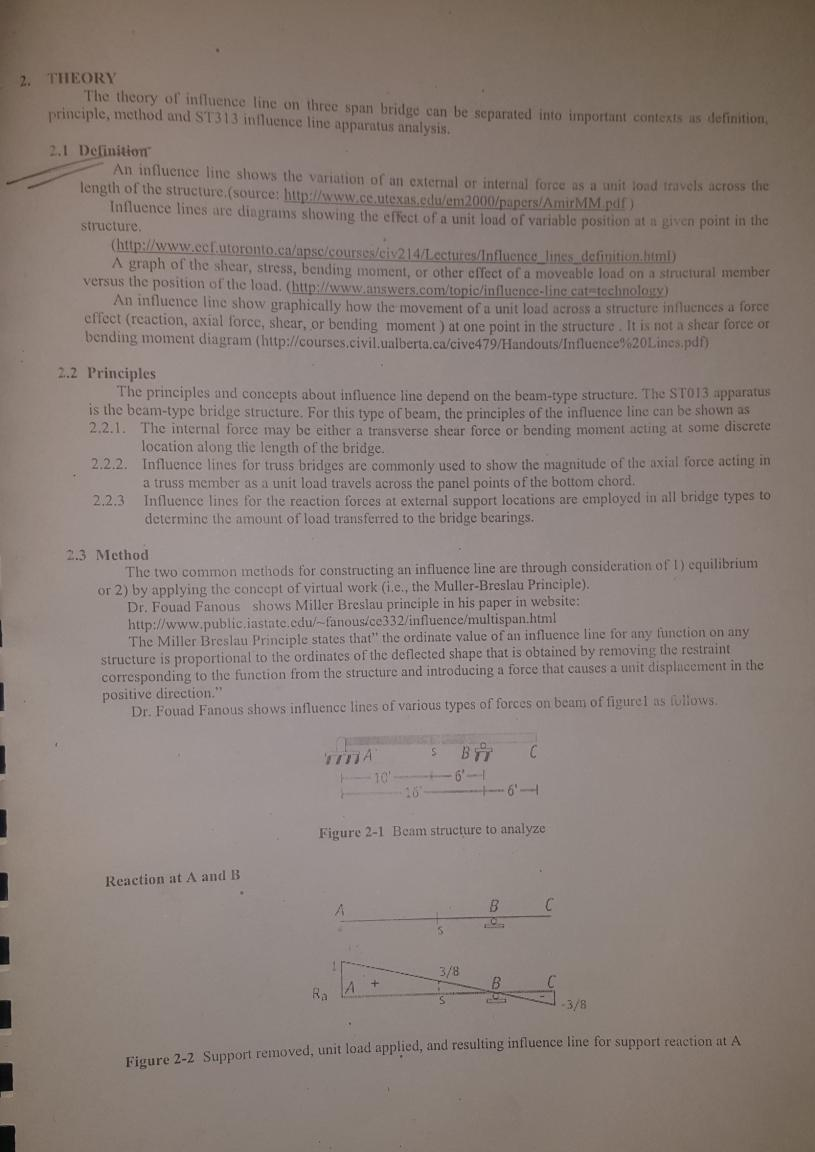 2. THEORY
The theory of influence line on three span bridge can be separated into important contexts as definition,
principle, method and ST313 influence line apparatus analysis.
2.1 Definition
An influence line shows the variation of an external or internal force as a unit load travels across the
length of the structure.(source: http://www.ce.utexas.edu/em2000/papers/AmirMM.pdf )
Influence lines are diagrams showing the effect of a unit load of variable position at a given point in the
structure.
(http://www.ecf.utoronto.ca/apsc/courses/civ214/Lectures/Influence_lines_definition.html)
A graph of the shear, stress, bending moment, or other effect of a moveable load on a structural member
versus the position of the load. (http://www.answers.com/topic/influence-line cat=technology)
An influence line show graphically how the movement of a unit load across a structure influences a force
effect (reaction, axial force, shear, or bending moment ) at one point in the structure . It is not a shear force or
bending moment diagram (http://courses.civil.ualberta.ca/cive479/Handouts/Influence%20Lines.pdf)
2.2 Principles
The principles and concepts about influence line depend on the beam-type structure. The ST013 apparatus
is the beam-type bridge structure. For this type of beam, the principles of the influence line can be shown as
2.2.1. The internal force may be either a transverse shear force or bending moment acting at some discrete
location along the length of the bridge.
2.2.2. Influence lines for truss bridges are commonly used to show the magnitude of the axial force acting in
a truss member as a unit load travels across the panel points of the bottom chord.
2.2.3 Influence lines for the reaction forces at external support locations are employed in all bridge types to
determine the amount of load transferred to the bridge bearings.
2.3 Method
The two common methods for constructing an influence line are through consideration of 1) equilibrium
or 2) by applying the concept of virtual work (i.e., the Muller-Breslau Principle).
Dr. Fouad Fanous shows Miller Breslau principle in his paper in website:
http://www.public.iastate.edu/~fanous/ce332/influence/multispan.html
The Miller Breslau Principle states that" the ordinate value of an influence line for any function on any
structure is proportional to the ordinates of the deflected shape that is obtained by removing the restraint
corresponding to the function from the structure and introducing a force that causes a unit displacement in the
positive direction."
Dr. Fouad Fanous shows influence lines of various types of forces on beam of figure1 as follows.
A S B C
10' 6'
16' 6'
Figure 2-1 Beam structure to analyze
Reaction at A and B
A B C
S
1 3/8
Ra A + B C
S - -3/8
Figure 2-2 Support removed, unit load applied, and resulting influence line for support reaction at A